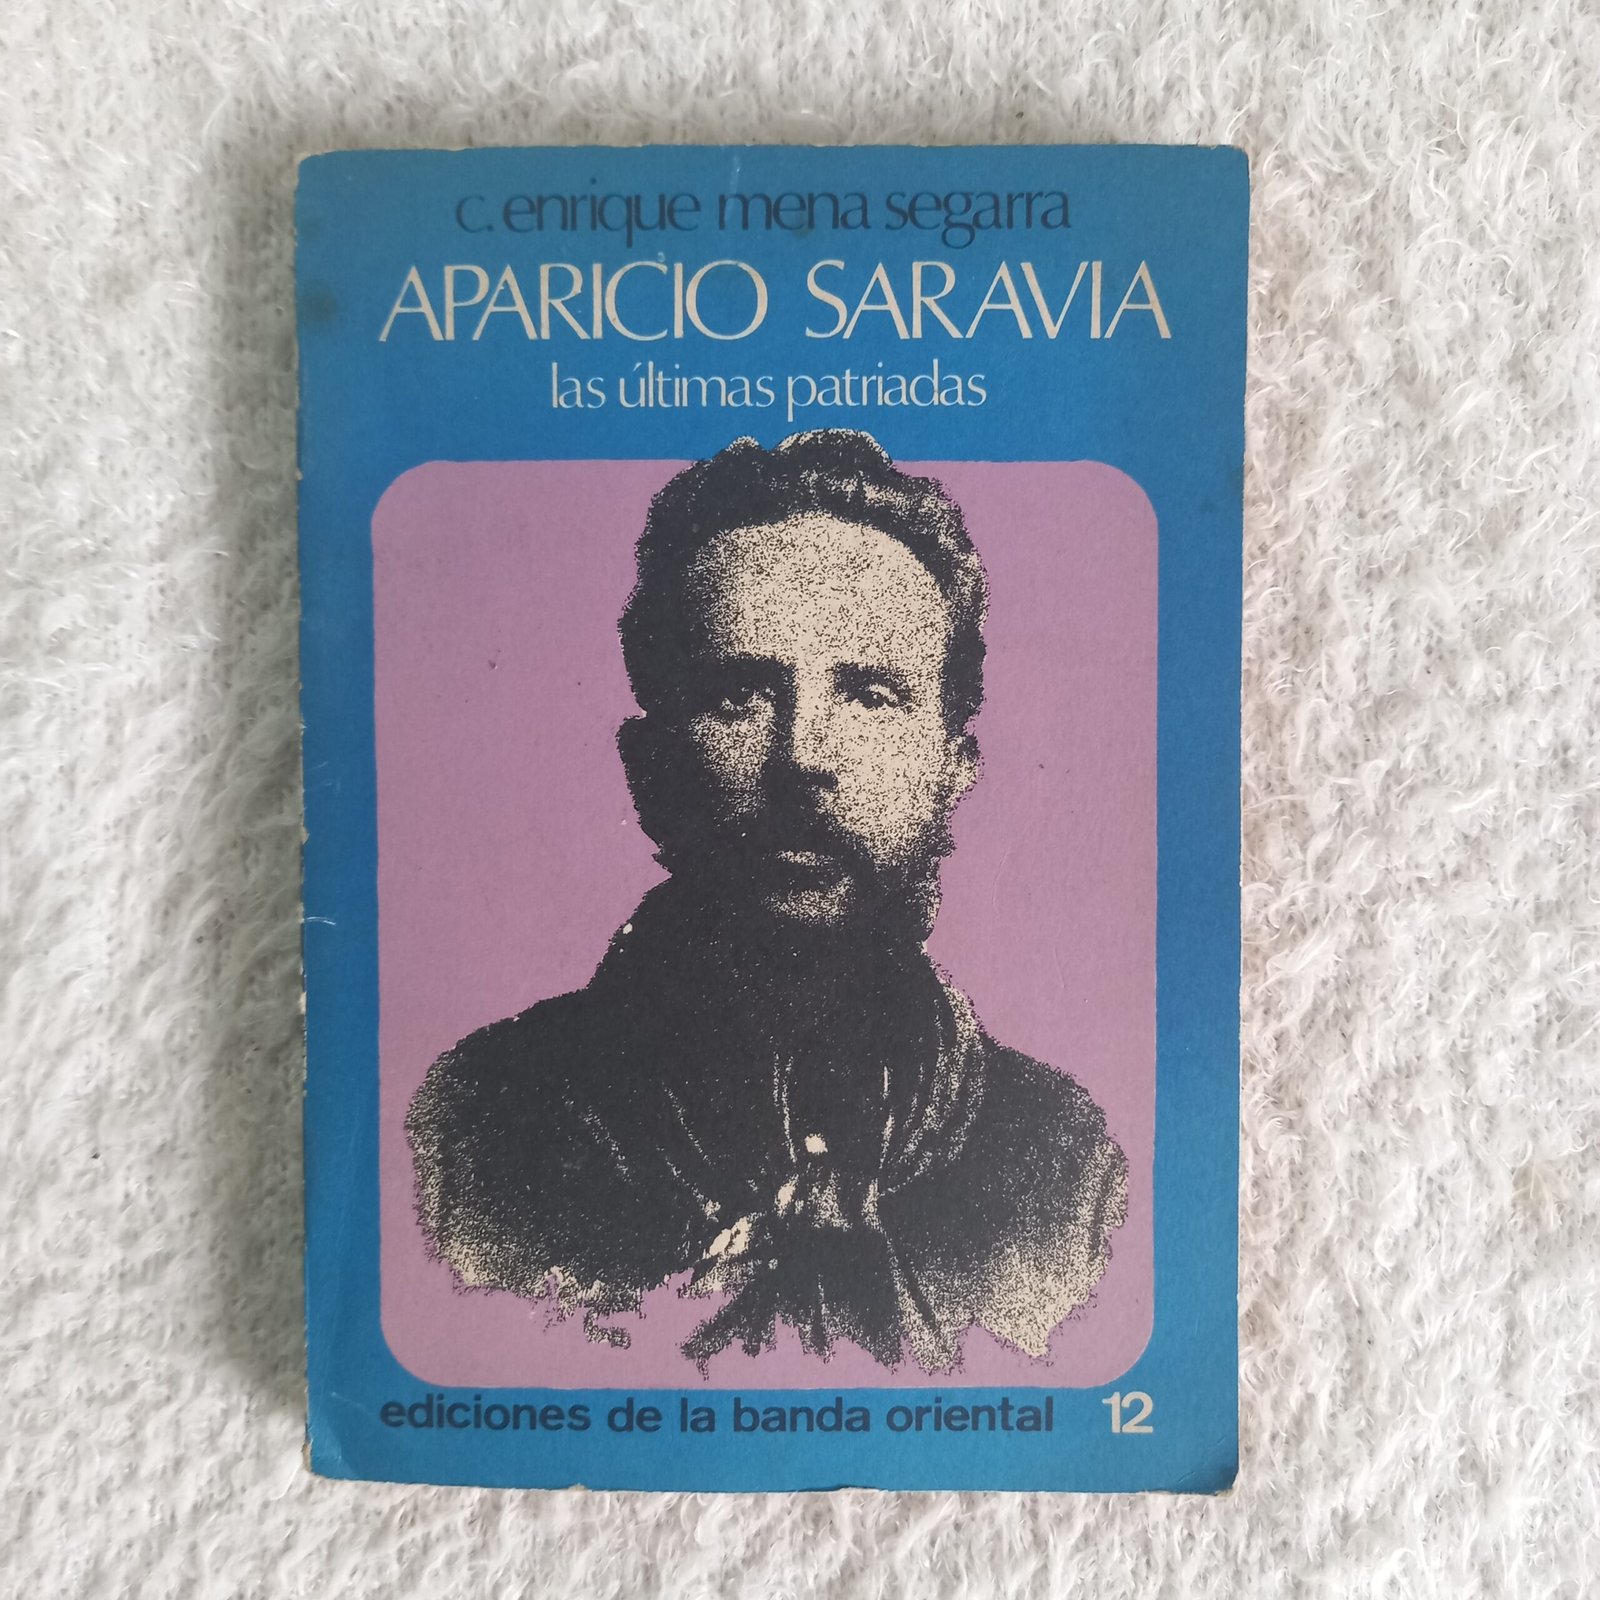 c. enrique mena segarra
APARICIO SARAVIA
las últimas patriadas
ediciones de la banda oriental 12